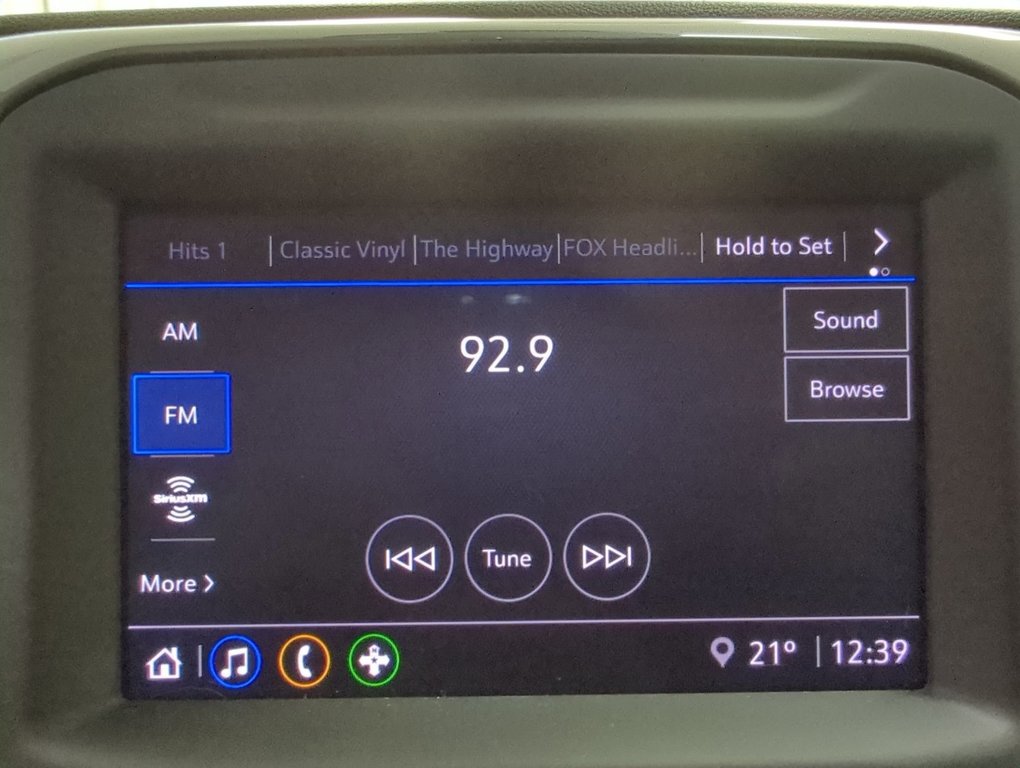 Hits 1 Classic Vinyl The Highway FOX Headli... Hold to Set
AM
92.9
Sound
Browse
FM
SiriusXM
Tune
More
21° 12:39